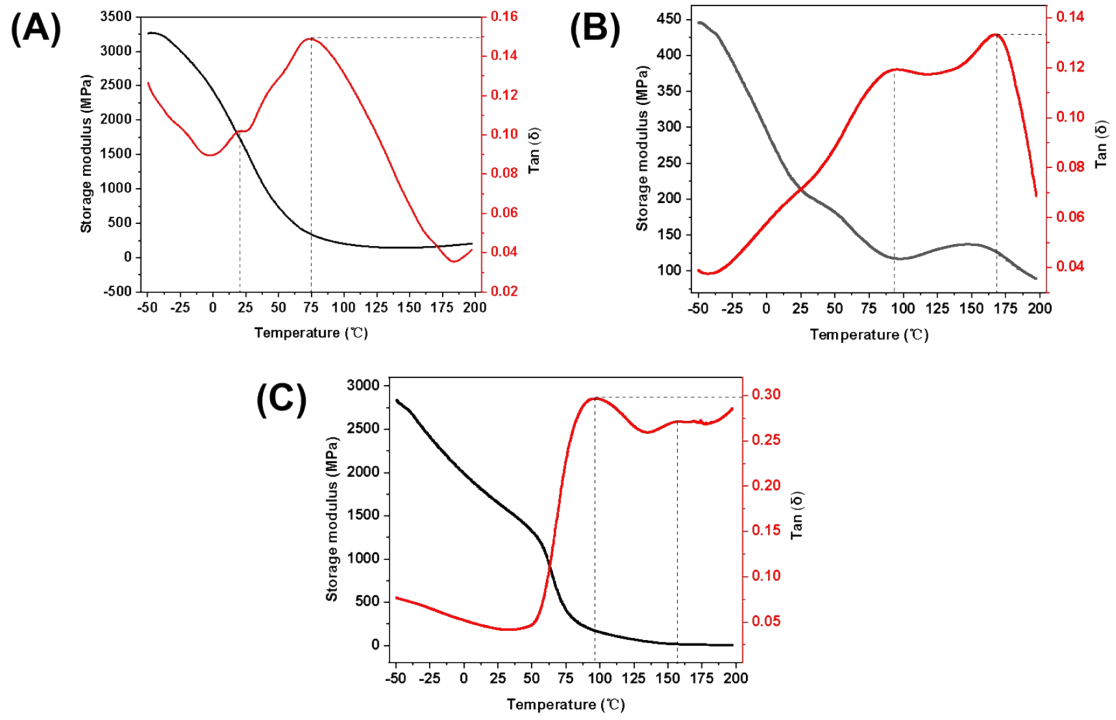 (A)
3500
3000
2500
2000
1500
1000
500
0
-500
Storage modulus (MPa)
-50 -25 0 25 50 75 100 125 150 175 200
Temperature (℃)
0.16
0.14
0.12
0.10
0.08
0.06
0.04
0.02
Tan (δ)
(B)
450
400
350
300
250
200
150
100
Storage modulus (MPa)
-50 -25 0 25 50 75 100 125 150 175 200
Temperature (℃)
0.14
0.12
0.10
0.08
0.06
0.04
Tan (δ)
(C)
3000
2500
2000
1500
1000
500
0
Storage modulus (MPa)
-50 -25 0 25 50 75 100 125 150 175 200
Temperature (℃)
0.30
0.25
0.20
0.15
0.10
0.05
Tan (δ)